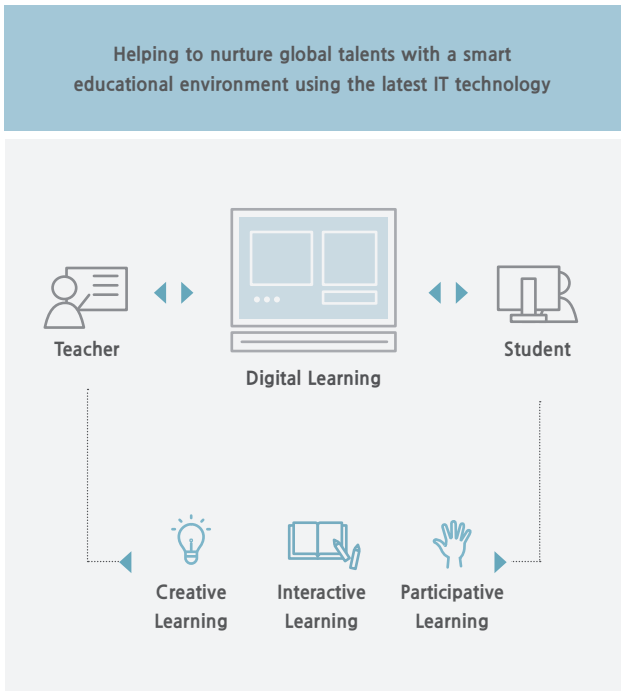 Helping to nurture global talents with a smart
educational environment using the latest IT technology
Teacher
Digital Learning
Student
Creative
Learning
Interactive
Learning
Participative
Learning